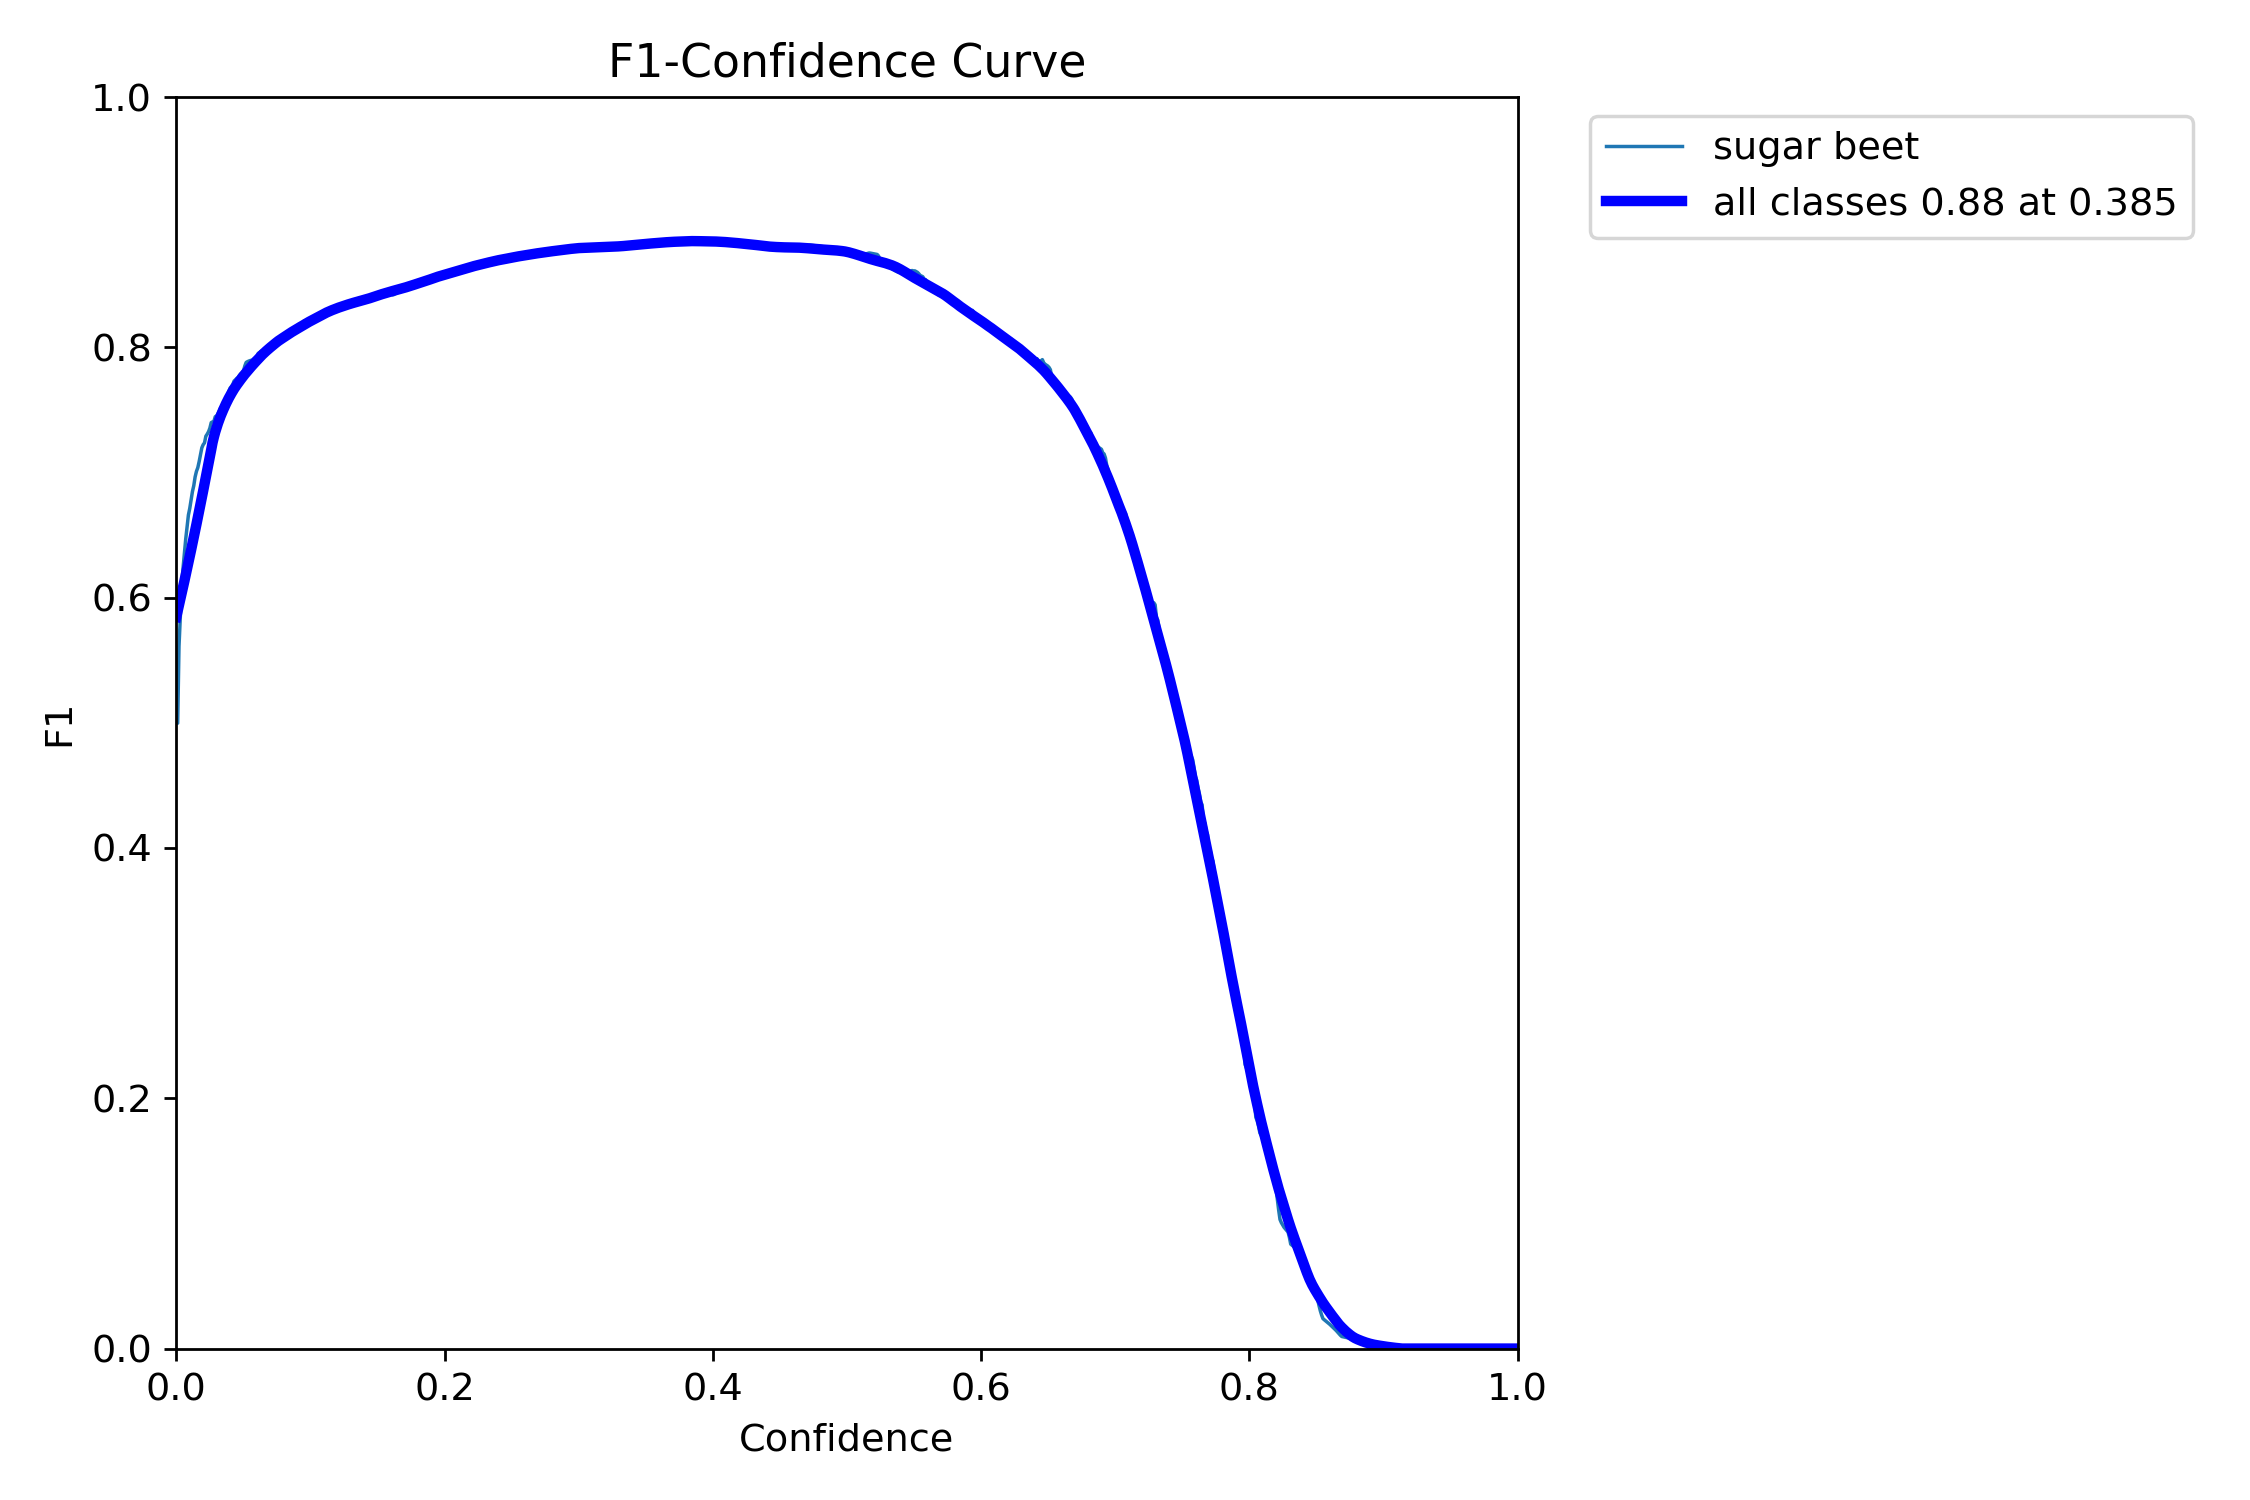 F1-Confidence Curve
1.0
0.8
0.6
0.4
0.2
0.0
F1
0.0 0.2 0.4 0.6 0.8 1.0
Confidence
sugar beet
all classes 0.88 at 0.385